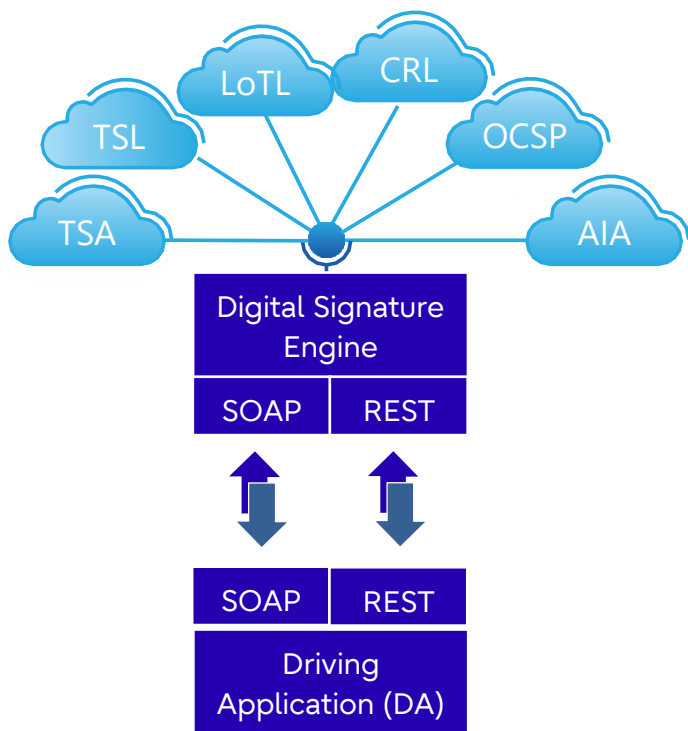 LoTL
CRL
TSL
OCSP
TSA
AIA
Digital Signature
Engine
SOAP
REST
SOAP
REST
Driving
Application (DA)